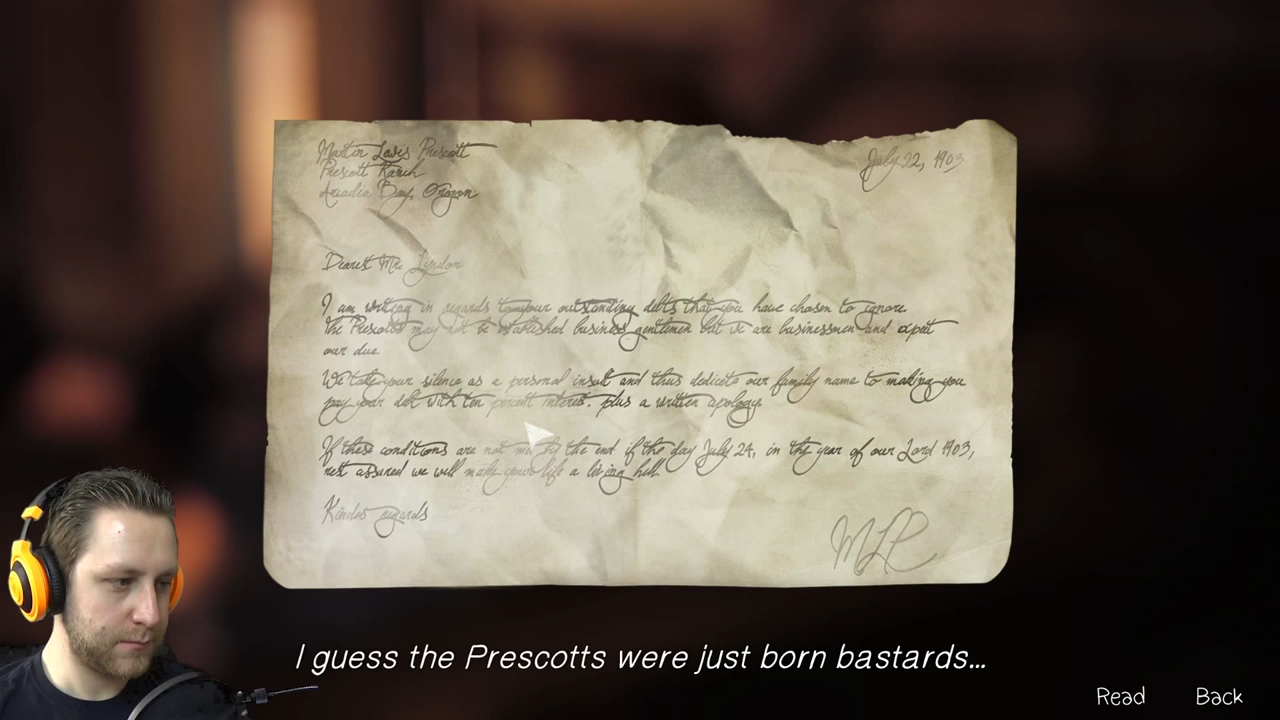 Martin Lewis Prescott
July 22, 1903
Prescott Ranch
Arcadia Bay, Oregon
Dearest Mr. Lyndon
I am writing in regards to your outstanding debts that you have chosen to ignore.
The Prescotts may not be established business gentlemen but we are businessmen and expect
our due.
We take your silence as a personal insult and thus dedicate our family name to making you
pay your debt with ten percent interest, plus a written apology.
If these conditions are not met by the end if the day July 24, in the year of our Lord 1903,
rest assured we will make your life a living hell.
Kindes regards
MLP
I guess the Prescotts were just born bastards...
Read Back